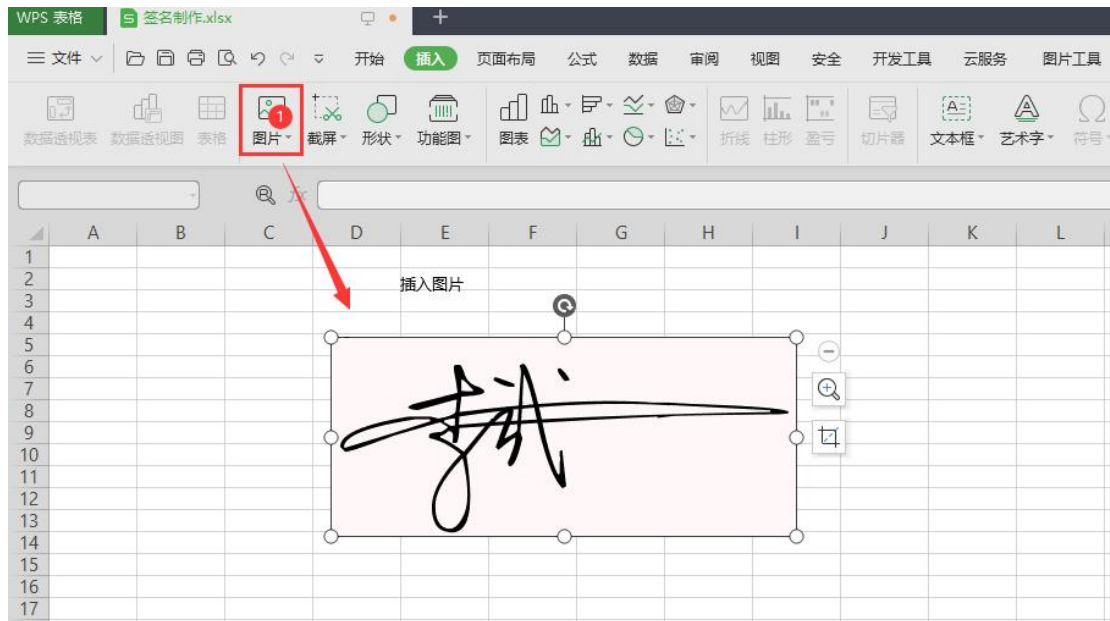 WPS 表格 S 签名制作.xlsx +
三 文件 开始 插入 页面布局 公式 数据 审阅 视图 安全 开发工具 云服务 图片工具
1
数据透视表 数据透视图 表格 图片 截屏 形状 功能图 图表 折线 柱形 盈亏 切片器 文本框 艺术字 符号
fx
A B C D E F G H I J K L
1
2 插入图片
3
4
5
6
7
8
9
10
11
12
13
14
15
16
17